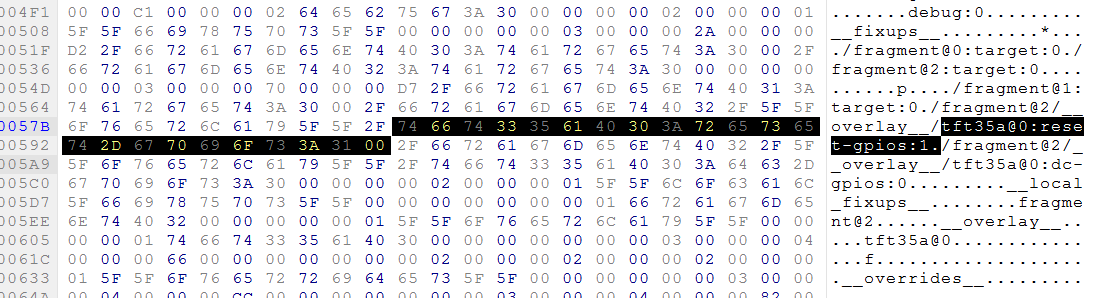 004F1 00 00 C1 00 00 00 02 64 65 62 75 67 3A 30 00 00 00 00 02 00 00 00 01 .......debug:0.........
00508 5F 5F 66 69 78 75 70 73 5F 5F 00 00 00 00 00 03 00 00 00 2A 00 00 00 __fixups__.........*...
0051F D2 2F 66 72 61 67 6D 65 6E 74 40 30 3A 74 61 72 67 65 74 3A 30 00 2F ./fragment@0:target:0./
00536 66 72 61 67 6D 65 6E 74 40 32 3A 74 61 72 67 65 74 3A 30 00 00 00 00 fragment@2:target:0....
0054D 00 00 03 00 00 00 70 00 00 00 D7 2F 66 72 61 67 6D 65 6E 74 40 31 3A ......p..../fragment@1:
00564 74 61 72 67 65 74 3A 30 00 2F 66 72 61 67 6D 65 6E 74 40 32 2F 5F 5F target:0./fragment@2/__
0057B 6F 76 65 72 6C 61 79 5F 5F 2F 74 66 74 33 35 61 40 30 3A 72 65 73 65 overlay__/tft35a@0:rese
00592 74 2D 67 70 69 6F 73 3A 31 00 2F 66 72 61 67 6D 65 6E 74 40 32 2F 5F t-gpios:1./fragment@2/_
005A9 5F 6F 76 65 72 6C 61 79 5F 5F 2F 74 66 74 33 35 61 40 30 3A 64 63 2D _overlay__/tft35a@0:dc-
005C0 67 70 69 6F 73 3A 30 00 00 00 00 02 00 00 00 01 5F 5F 6C 6F 63 61 6C gpios:0.........__local
005D7 5F 66 69 78 75 70 73 5F 5F 00 00 00 00 00 00 00 01 66 72 61 67 6D 65 _fixups__........fragme
005EE 6E 74 40 32 00 00 00 00 00 01 5F 5F 6F 76 65 72 6C 61 79 5F 5F 00 00 nt@2......__overlay__..
00605 00 00 01 74 66 74 33 35 61 40 30 00 00 00 00 00 00 00 03 00 00 00 04 ...tft35a@0............
0061C 00 00 00 66 00 00 00 00 00 00 00 02 00 00 00 02 00 00 00 02 00 00 00 ...f...................
00633 01 5F 5F 6F 76 65 72 72 69 64 65 73 5F 5F 00 00 00 00 00 03 00 00 00 .__overrides__.........